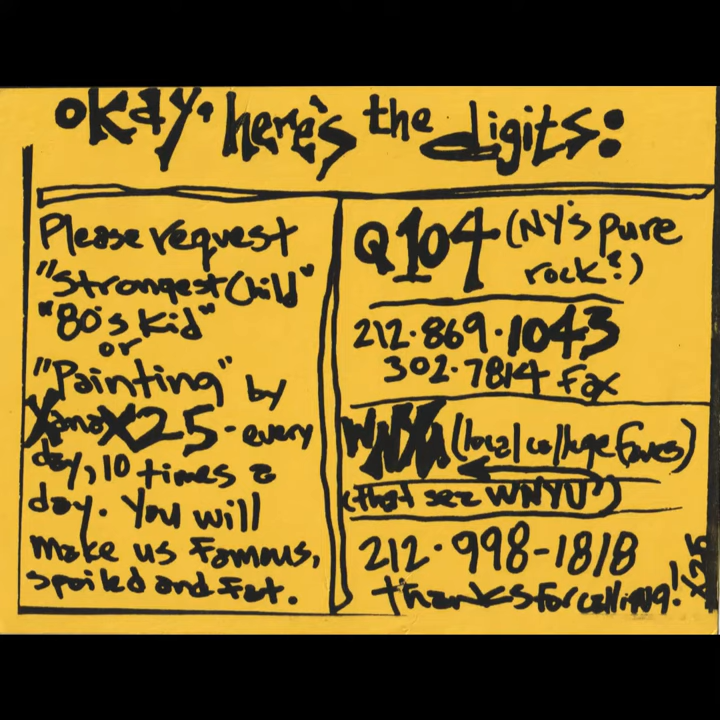 okay. here's the digits:
Please request
"Strongest Child"
"80's Kid"
or
"Painting" by
XanaX25 - every
day, 10 times a
day. You will
make us famous,
spoiled and fat.
Q104 (NY's pure
rock?)
212.869.1043
302.7814 fax
(local college faves)
(that sez WNYU)
212.998-1818
thanks for calling!
X25